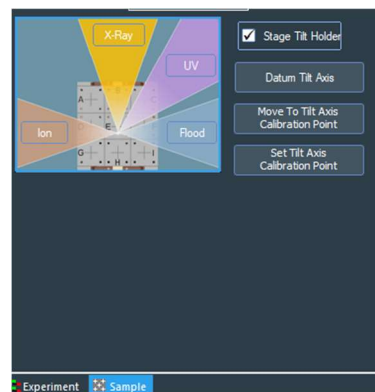 X-Ray
UV
Ion
Flood
A
E
G
H
I
Stage Tilt Holder
Datum Tilt Axis
Move To Tilt Axis
Calibration Point
Set Tilt Axis
Calibration Point
Experiment
Sample